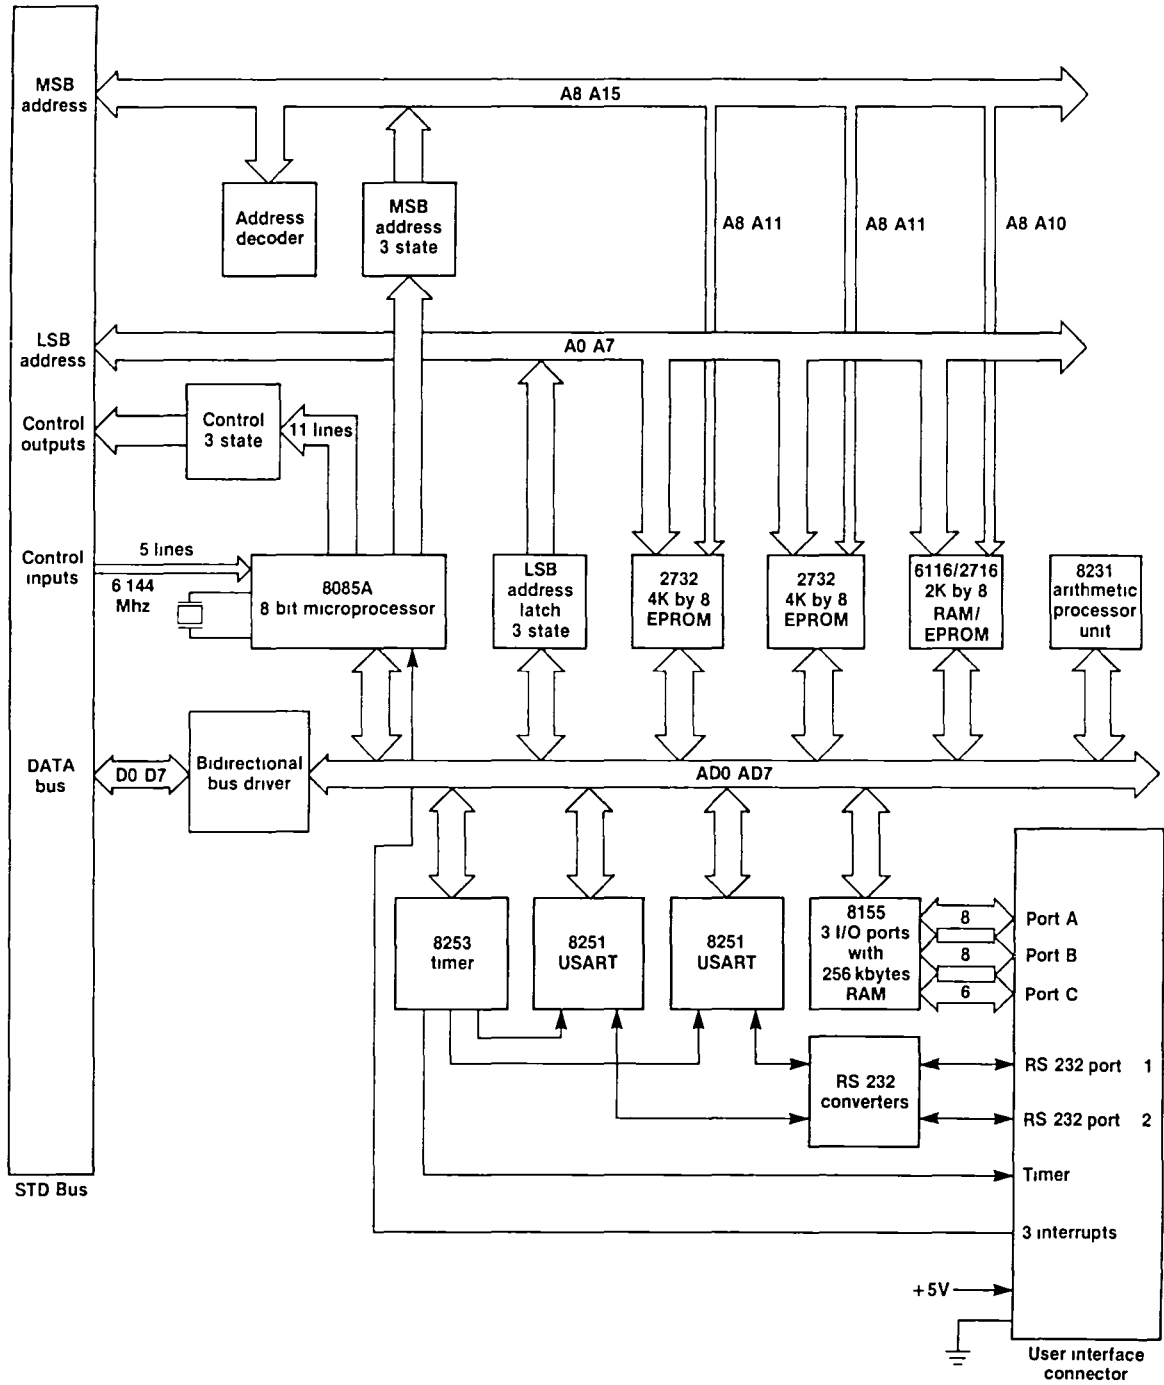 MSB
address
A8 A15
Address
decoder
MSB
address
3 state
A8 A11
A8 A11
A8 A10
LSB
address
A0 A7
Control
outputs
Control
3 state
11 lines
Control
inputs
5 lines
6 144
Mhz
8085A
8 bit microprocessor
LSB
address
latch
3 state
2732
4K by 8
EPROM
2732
4K by 8
EPROM
6116/2716
2K by 8
RAM/
EPROM
8231
arithmetic
processor
unit
DATA
bus
D0 D7
Bidirectional
bus driver
AD0 AD7
8253
timer
8251
USART
8251
USART
8155
3 I/O ports
with
256 kbytes
RAM
8
Port A
8
Port B
6
Port C
RS 232
converters
RS 232 port 1
RS 232 port 2
Timer
3 interrupts
+5V
STD Bus
User interface
connector